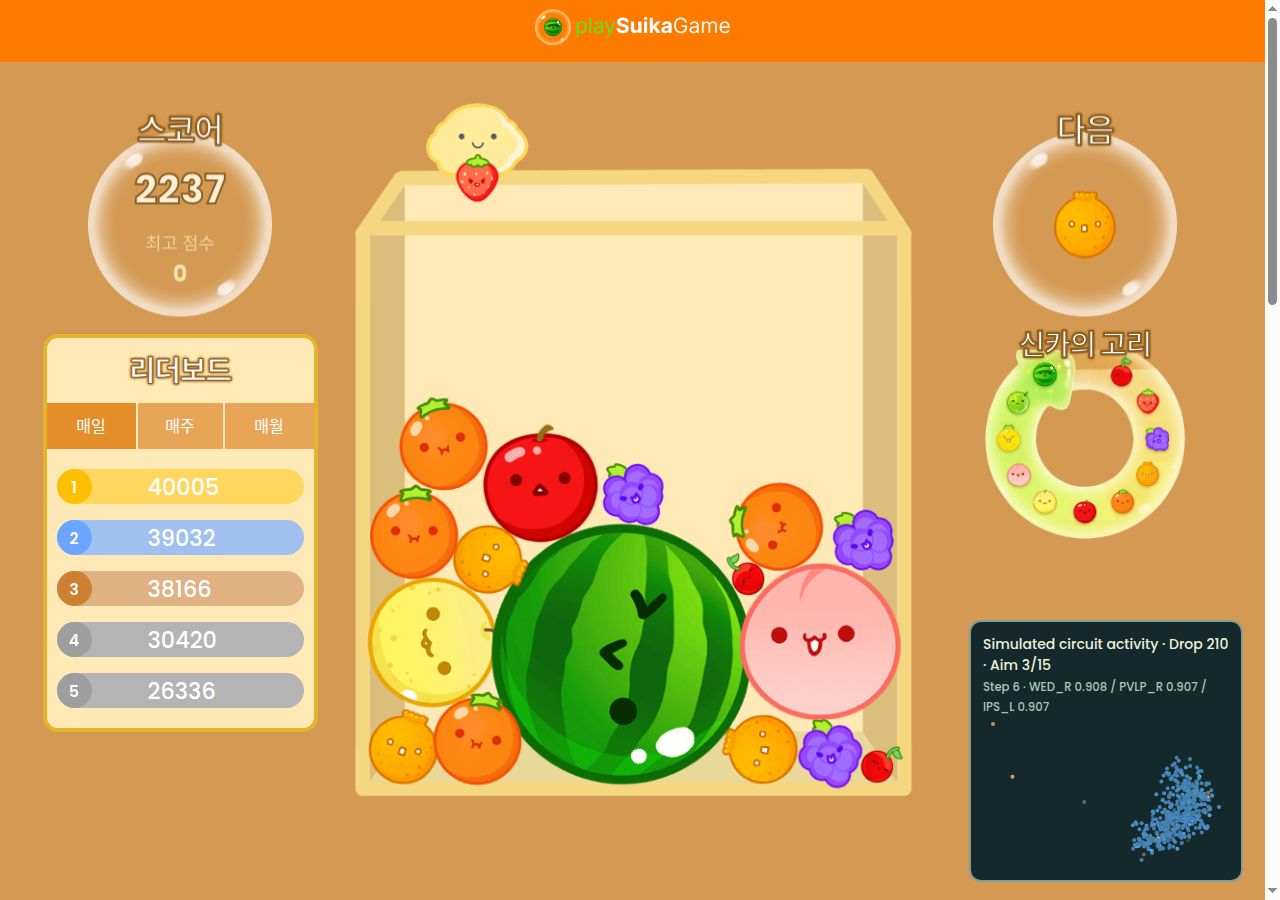 playSuikaGame
스코어
2237
최고 점수
0
리더보드
매일 매주 매월
1 40005
2 39032
3 38166
4 30420
5 26336
다음
신카의 고리
Simulated circuit activity · Drop 210
· Aim 3/15
Step 6 · WED_R 0.908 / PVLP_R 0.907 /
IPS_L 0.907